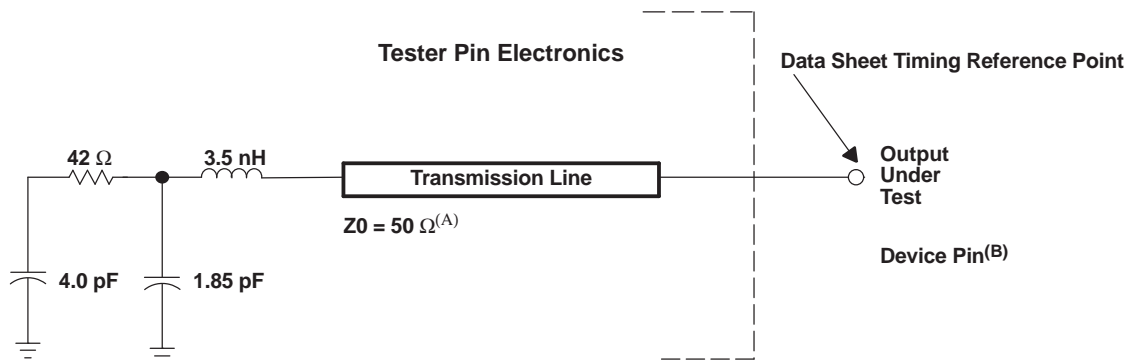 Tester Pin Electronics
Data Sheet Timing Reference Point
42 Ω
3.5 nH
Transmission Line
Output
Under
Test
Z0 = 50 Ω(A)
Device Pin(B)
4.0 pF
1.85 pF